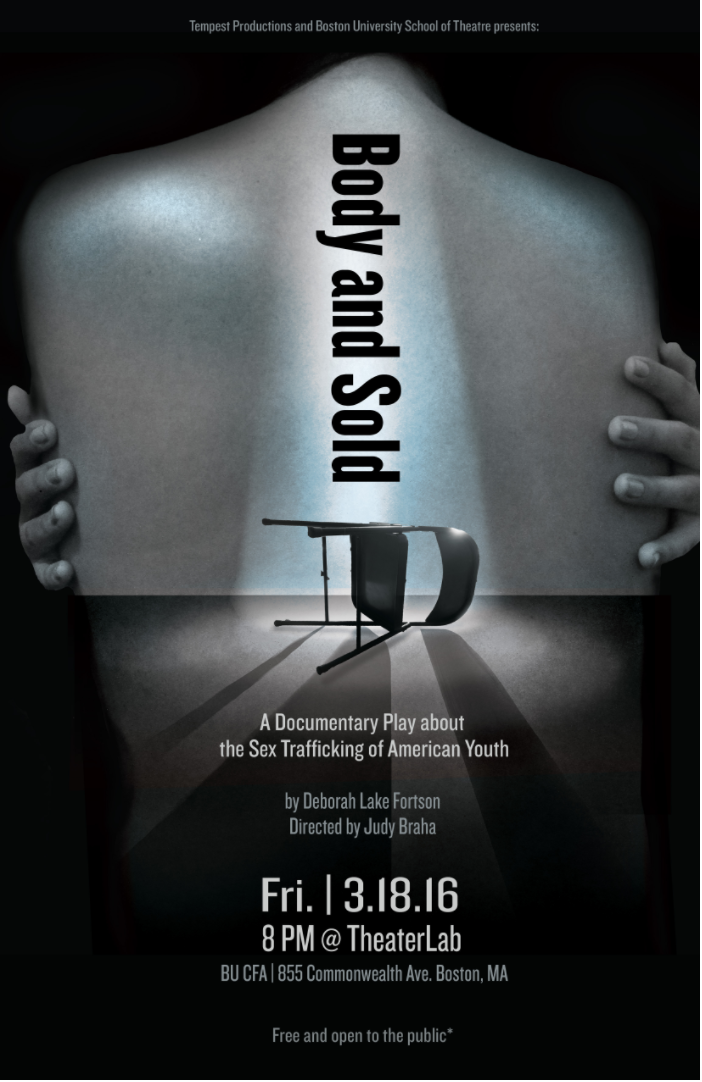 Tempest Productions and Boston University School of Theatre presents:
Body and Sold
A Documentary Play about
the Sex Trafficking of American Youth
by Deborah Lake Fortson
Directed by Judy Braha
Fri. | 3.18.16
8 PM @ TheaterLab
BU CFA | 855 Commonwealth Ave. Boston, MA
Free and open to the public*